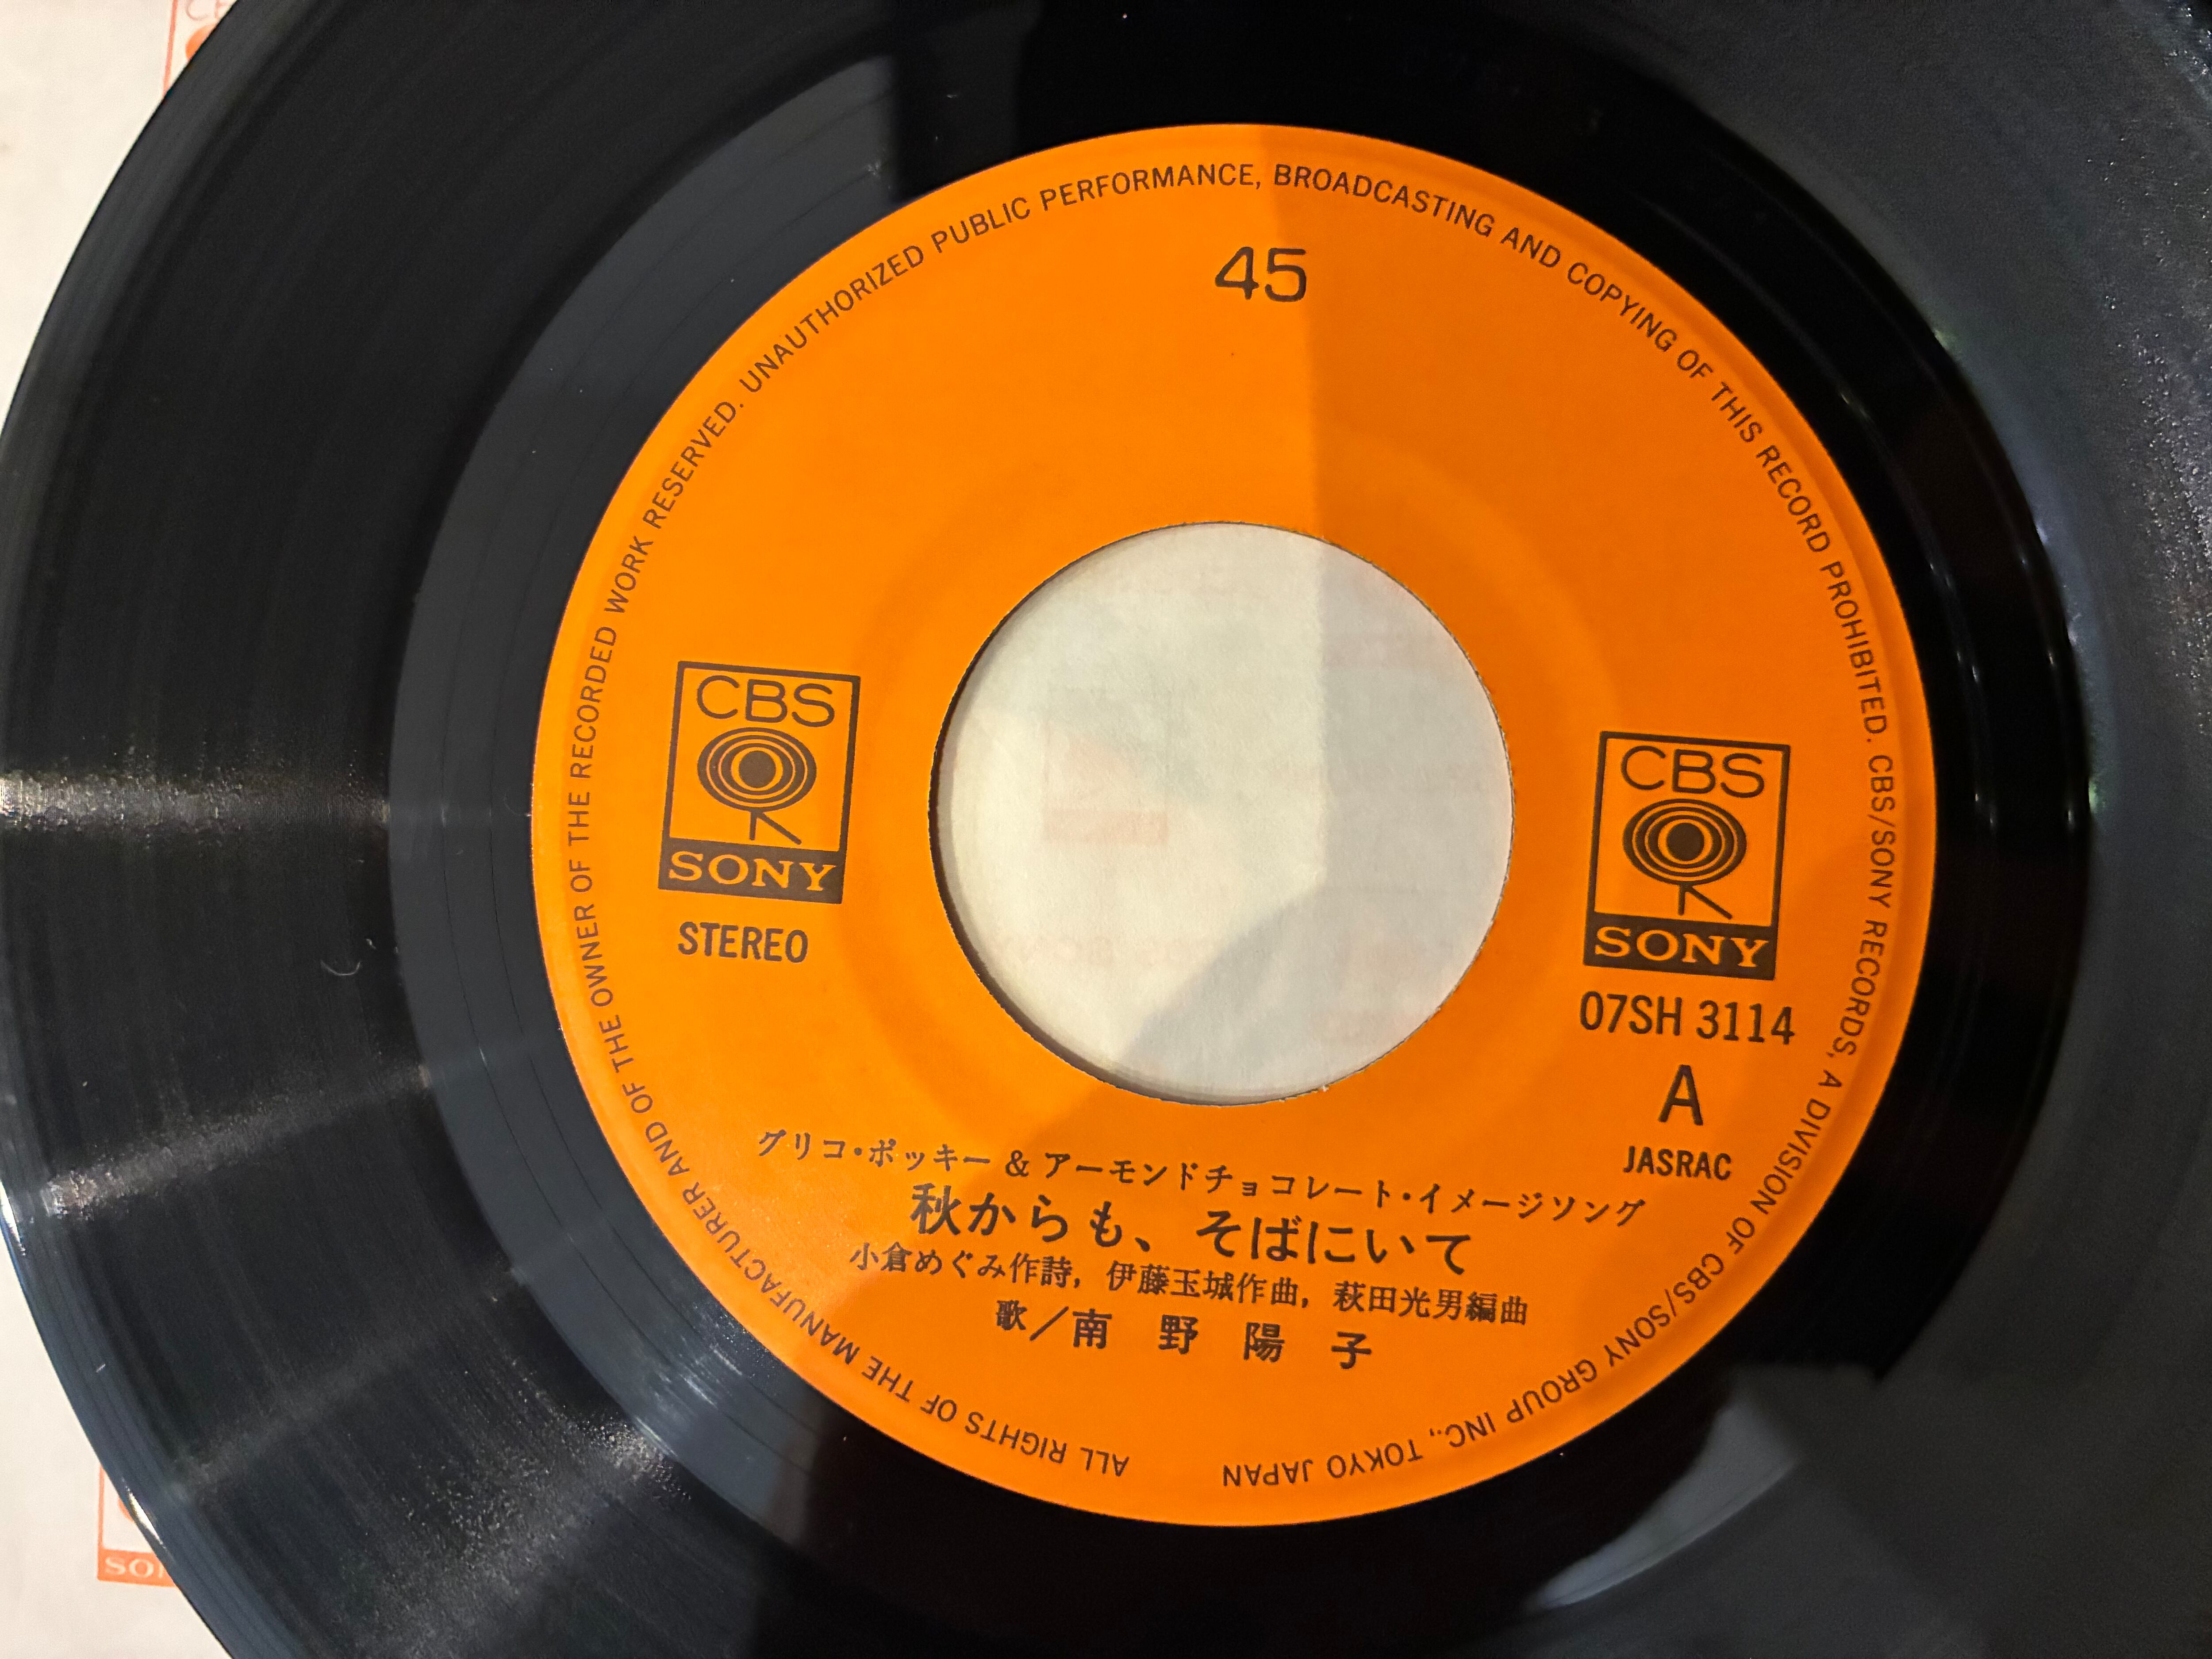 45
CBS
SONY
STEREO
CBS
SONY
07SH 3114
A
JASRAC
グリコ・ポッキー & アーモンドチョコレート・イメージソング
秋からも、そばにいて
小倉めぐみ作詩, 伊藤玉城作曲, 萩田光男編曲
歌/南 野 陽 子
ALL RIGHTS OF THE MANUFACTURER AND OF THE OWNER OF THE RECORDED WORK RESERVED. UNAUTHORIZED PUBLIC PERFORMANCE, BROADCASTING AND COPYING OF THIS RECORD PROHIBITED. CBS/SONY RECORDS, A DIVISION OF CBS/SONY GROUP INC., TOKYO JAPAN